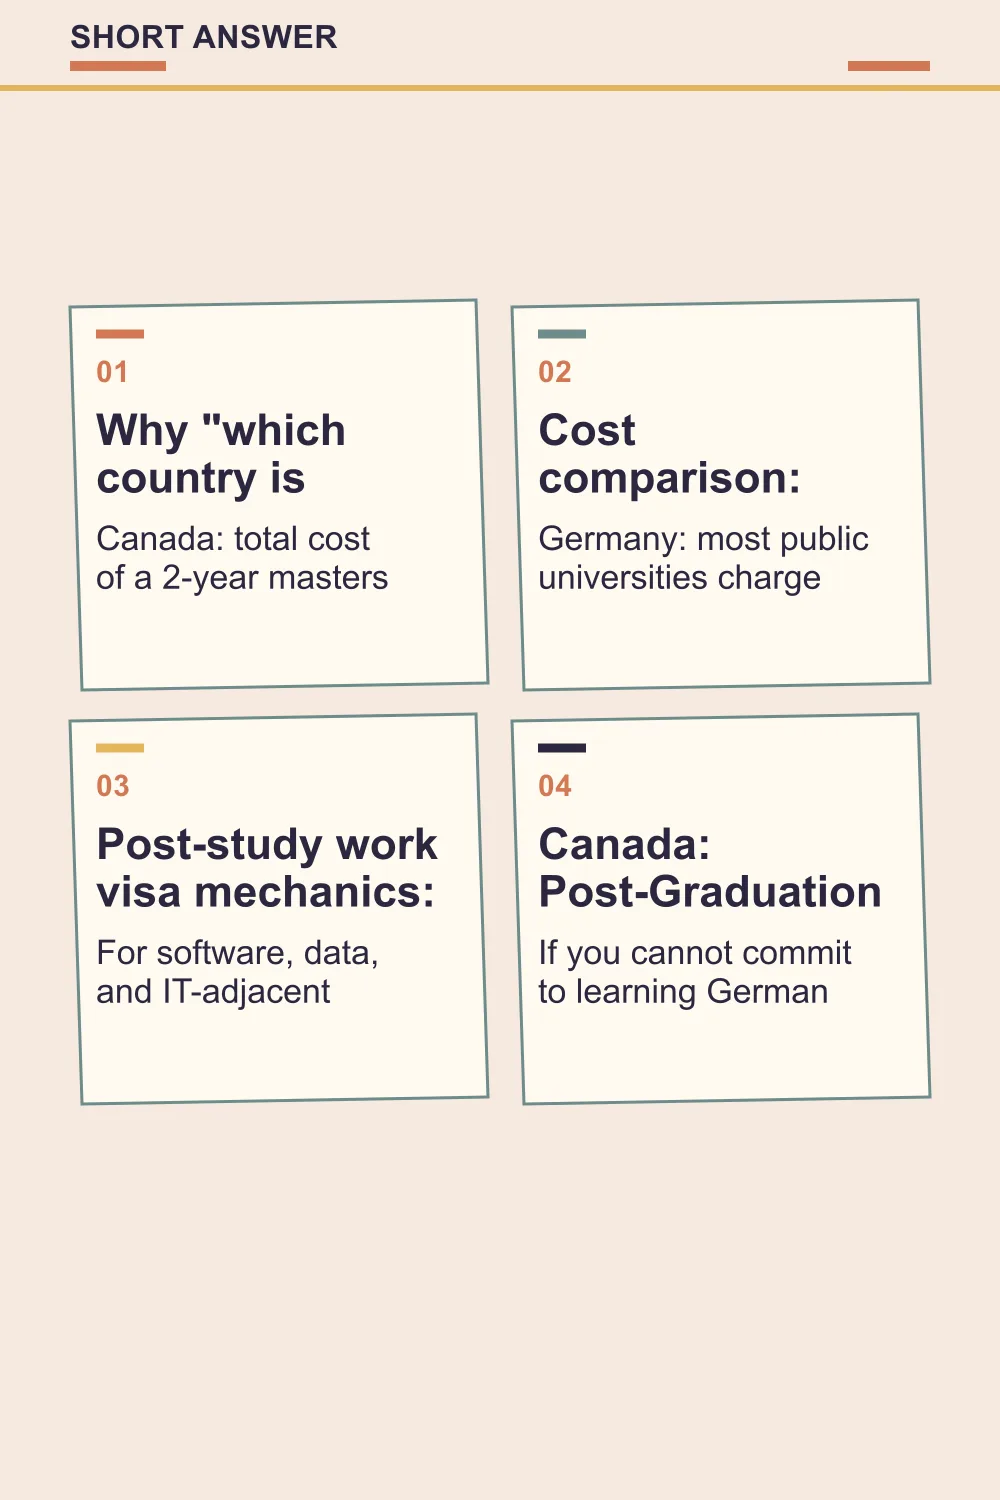 SHORT ANSWER
01
Why "which
country is
Canada: total cost
of a 2-year masters
02
Cost
comparison:
Germany: most public
universities charge
03
Post-study work
visa mechanics:
For software, data,
and IT-adjacent
04
Canada:
Post-Graduation
If you cannot commit
to learning German